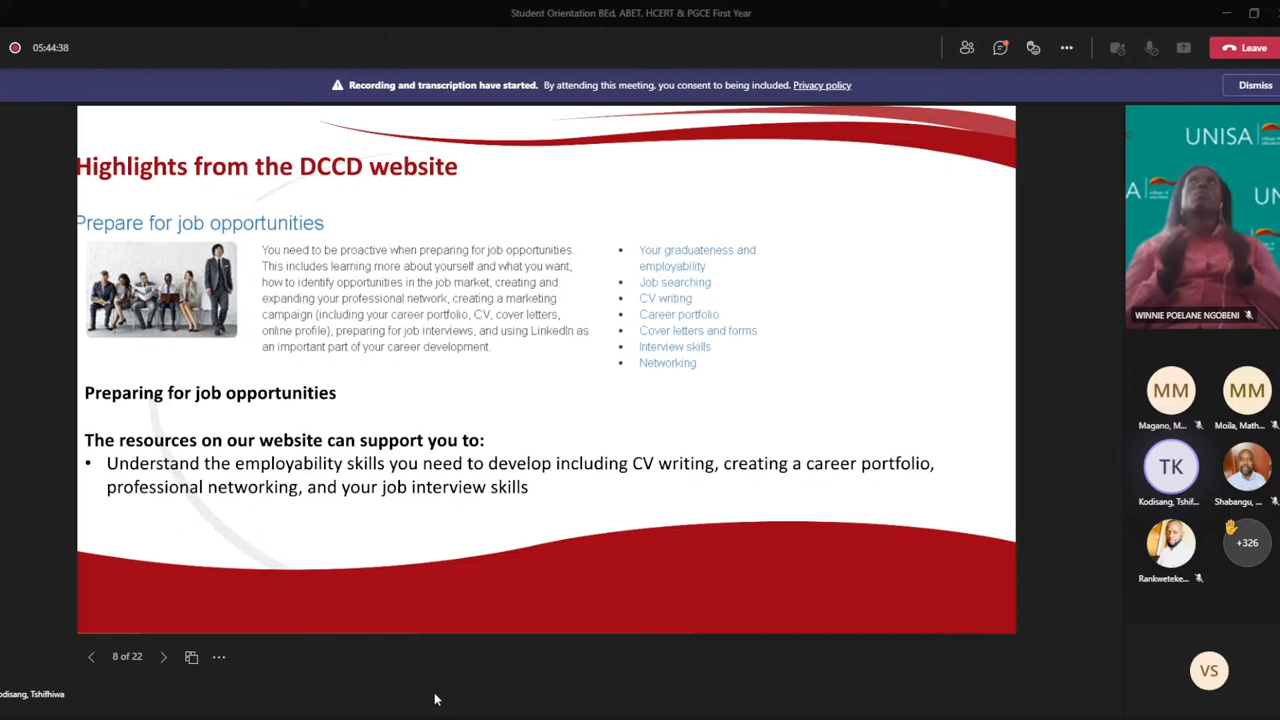 Student Orientation BEd, ABET, HCERT & PGCE First Year
05:44:38
Leave
Recording and transcription have started. By attending this meeting, you consent to being included. Privacy policy
Dismiss
Highlights from the DCCD website
Prepare for job opportunities
You need to be proactive when preparing for job opportunities.
This includes learning more about yourself and what you want,
how to identify opportunities in the job market, creating and
expanding your professional network, creating a marketing
campaign (including your career portfolio, CV, cover letters,
online profile), preparing for job interviews, and using LinkedIn as
an important part of your career development.
• Your graduateness and
employability
• Job searching
• CV writing
• Career portfolio
• Cover letters and forms
• Interview skills
• Networking
Preparing for job opportunities
The resources on our website can support you to:
• Understand the employability skills you need to develop including CV writing, creating a career portfolio,
professional networking, and your job interview skills
8 of 22
odisang, Tshifhiwa
UNISA
A
UN
WINNIE POELANE NGOBENI
MM
MM
Magano, M...
Moila, Math...
TK
Kodisang, Tshif...
Shabangu, ...
+326
Rankweteke...
VS